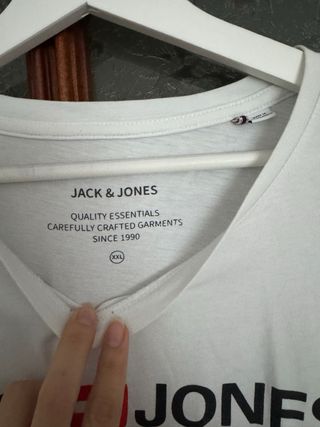 JACK & JONES
QUALITY ESSENTIALS
CAREFULLY CRAFTED GARMENTS
SINCE 1990
XXL
JONES